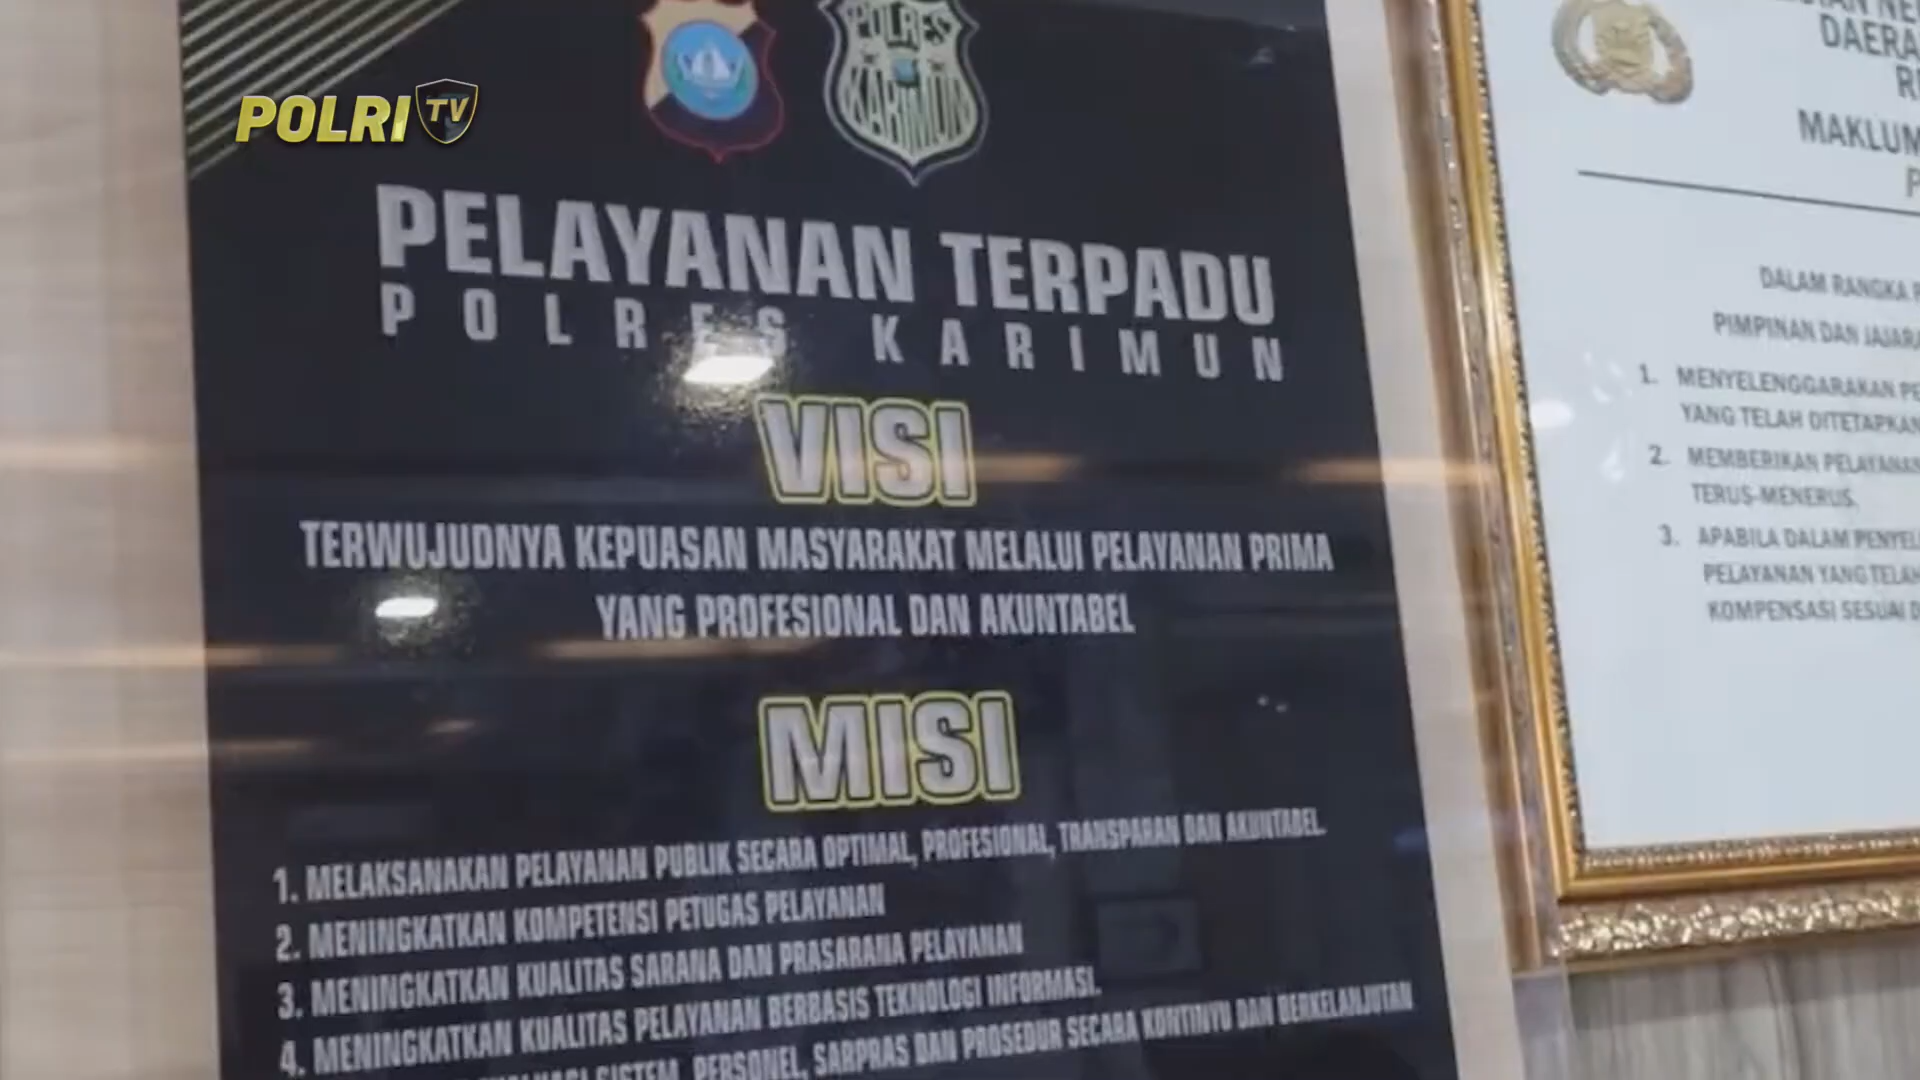 POLRI TV
POLRES
KARIMUN
PELAYANAN TERPADU
POLRES KARIMUN
VISI
TERWUJUDNYA KEPUASAN MASYARAKAT MELALUI PELAYANAN PRIMA
YANG PROFESIONAL DAN AKUNTABEL
MISI
1. MELAKSANAKAN PELAYANAN PUBLIK SECARA OPTIMAL, PROFESIONAL, TRANSPARAN DAN AKUNTABEL.
2. MENINGKATKAN KOMPETENSI PETUGAS PELAYANAN
3. MENINGKATKAN KUALITAS SARANA DAN PRASARANA PELAYANAN
4. MENINGKATKAN KUALITAS PELAYANAN BERBASIS TEKNOLOGI INFORMASI.
SISTEM, PERSONEL, SARPRAS DAN PROSEDUR SECARA KONTINYU DAN BERKELANJUTAN
DAERA
MAKLUM
DALAM RANGKA
PIMPINAN DAN JAJARA
1. MENYELENGGARAKAN PE
YANG TELAH DITETAPKAN
2. MEMBERIKAN PELAYANAN
TERUS-MENERUS.
3. APABILA DALAM PENYEL
PELAYANAN YANG TELAH
KOMPENSASI SESUAI D